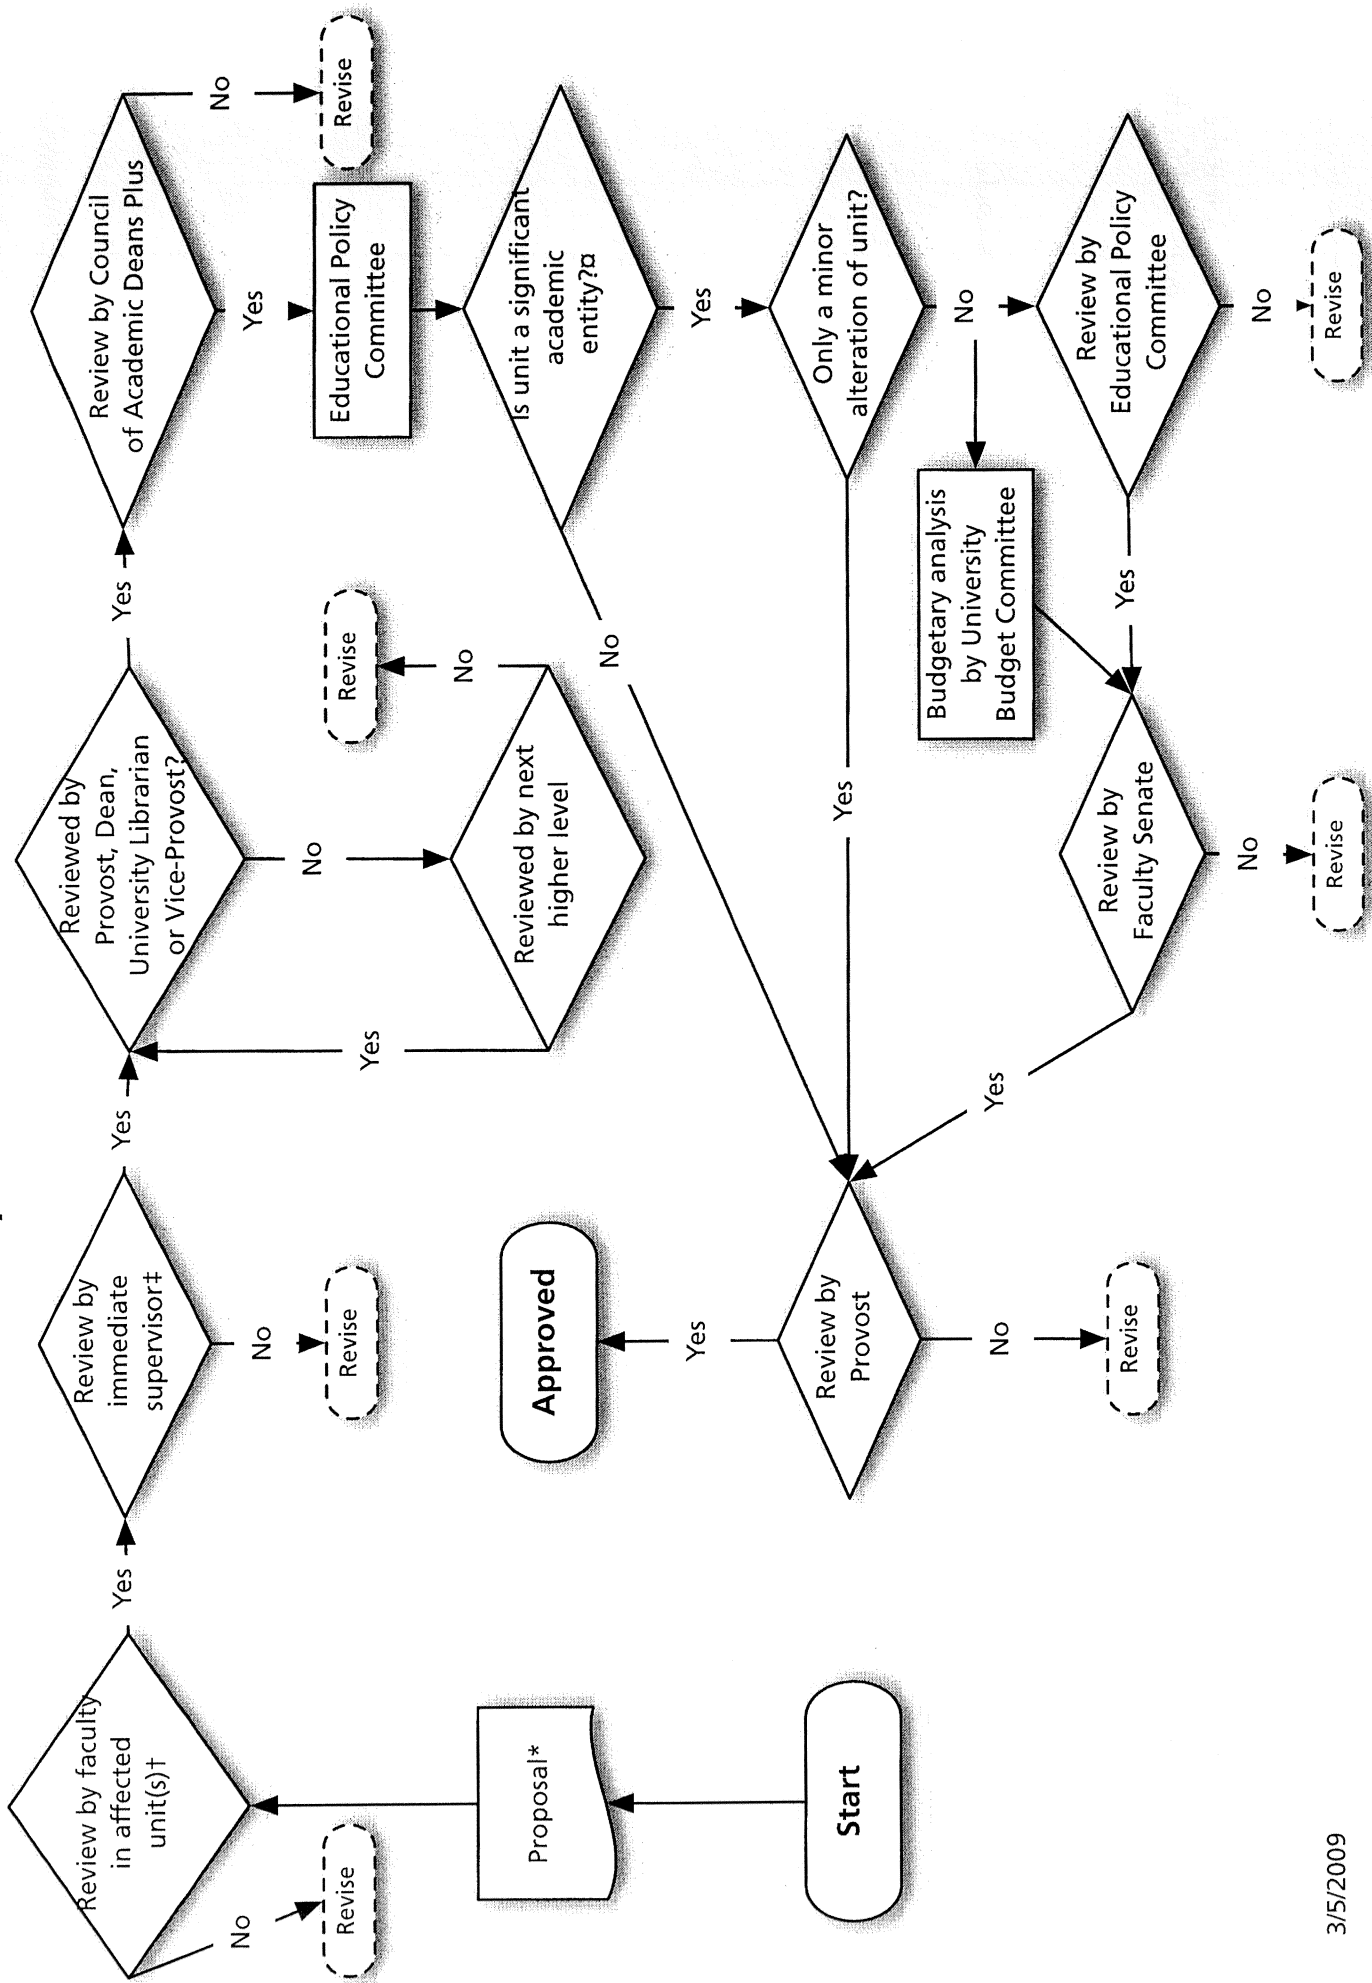 Start
Proposal*
Review by faculty
in affected
unit(s)†
No
Revise
Yes
Review by
immediate
supervisor‡
No
Revise
Yes
Reviewed by
Provost, Dean,
University Librarian
or Vice-Provost?
No
Reviewed by next
higher level
Yes
No
Revise
Yes
Review by Council
of Academic Deans Plus
No
Revise
Yes
Educational Policy
Committee
Is unit a significant
academic
entity?¤
No
Yes
Only a minor
alteration of unit?
Yes
No
Budgetary analysis
by University
Budget Committee
Review by
Educational Policy
Committee
No
Revise
Yes
Review by
Faculty Senate
No
Revise
Yes
Review by
Provost
No
Revise
Yes
Approved
3/5/2009